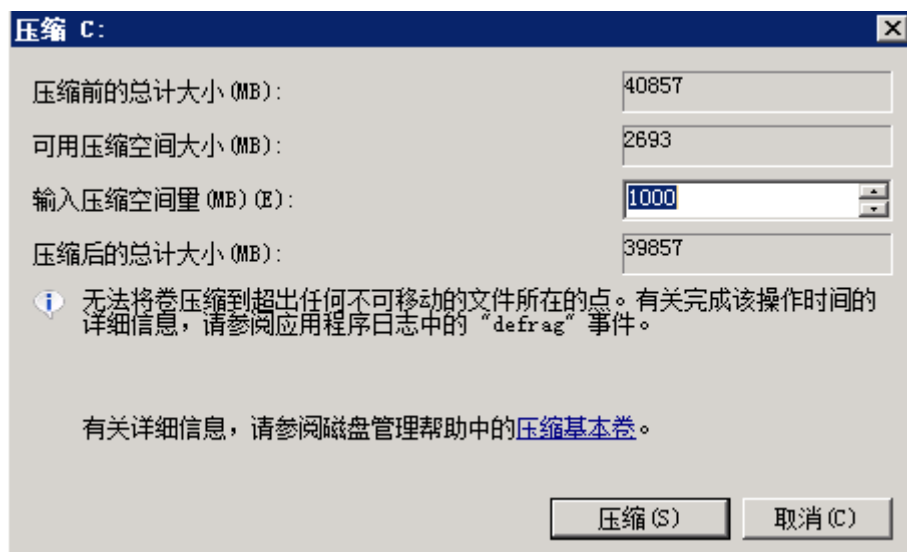 压缩 C:
压缩前的总计大小(MB): 40857
可用压缩空间大小(MB): 2693
输入压缩空间量(MB)(E): 1000
压缩后的总计大小(MB): 39857
无法将卷压缩到超出任何不可移动的文件所在的点。有关完成该操作时间的
详细信息，请参阅应用程序日志中的 "defrag" 事件。
有关详细信息，请参阅磁盘管理帮助中的压缩基本卷。
压缩(S) 取消(C)